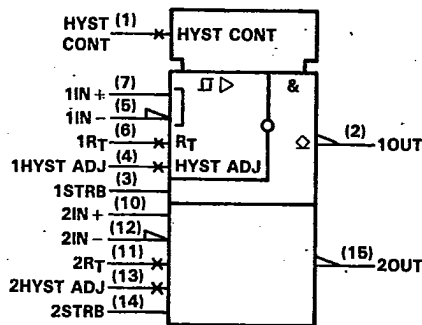 HYST CONT (1) HYST CONT
1IN+ (7)
1IN- (5)
1RT (6) RT
1HYST ADJ (4) HYST ADJ
1STRB (3)
2IN+ (10)
2IN- (12)
2RT (11)
2HYST ADJ (13)
2STRB (14)
&
(2) 1OUT
(15) 2OUT